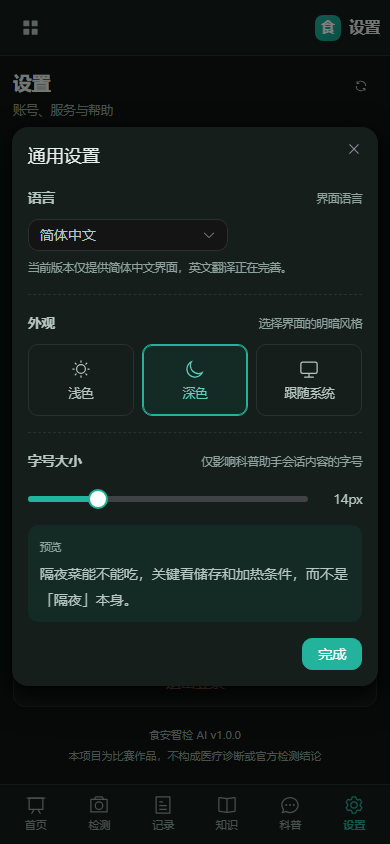 食 设置
设置
账号、服务与帮助
通用设置
语言 界面语言
简体中文
当前版本仅提供简体中文界面，英文翻译正在完善。
外观 选择界面的明暗风格
浅色 深色 跟随系统
字号大小 仅影响科普助手会话内容的字号
14px
预览
隔夜菜能不能吃，关键看储存和加热条件，而不是
「隔夜」本身。
完成
食安智检 AI v1.0.0
本项目为比赛作品，不构成医疗诊断或官方检测结论
首页 检测 记录 知识 科普 设置